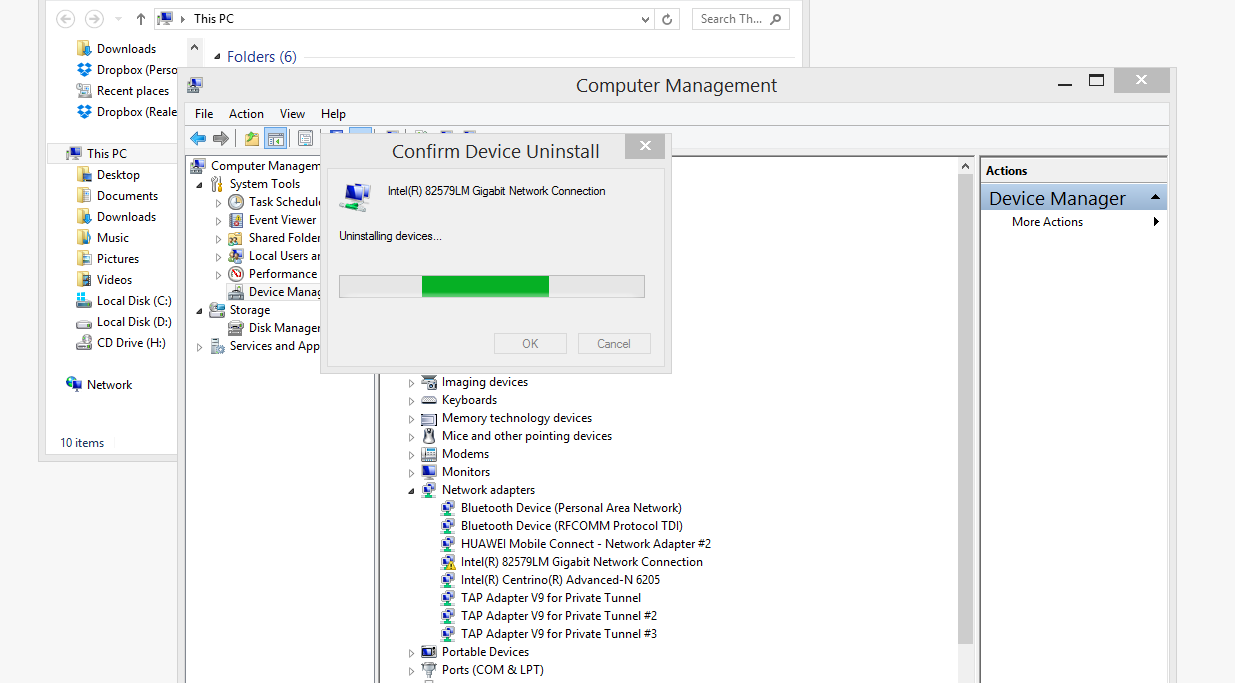 This PC
Search Th...
Downloads
Dropbox (Perso
Recent places
Dropbox (Reale
This PC
Desktop
Documents
Downloads
Music
Pictures
Videos
Local Disk (C:)
Local Disk (D:)
CD Drive (H:)
Network
10 items
Folders (6)
Computer Management
File Action View Help
Computer Managem
System Tools
Task Schedul
Event Viewer
Shared Folder
Local Users an
Performance
Device Manag
Storage
Disk Manager
Services and App
Confirm Device Uninstall
Intel(R) 82579LM Gigabit Network Connection
Uninstalling devices...
OK Cancel
Imaging devices
Keyboards
Memory technology devices
Mice and other pointing devices
Modems
Monitors
Network adapters
Bluetooth Device (Personal Area Network)
Bluetooth Device (RFCOMM Protocol TDI)
HUAWEI Mobile Connect - Network Adapter #2
Intel(R) 82579LM Gigabit Network Connection
Intel(R) Centrino(R) Advanced-N 6205
TAP Adapter V9 for Private Tunnel
TAP Adapter V9 for Private Tunnel #2
TAP Adapter V9 for Private Tunnel #3
Portable Devices
Ports (COM & LPT)
Actions
Device Manager
More Actions